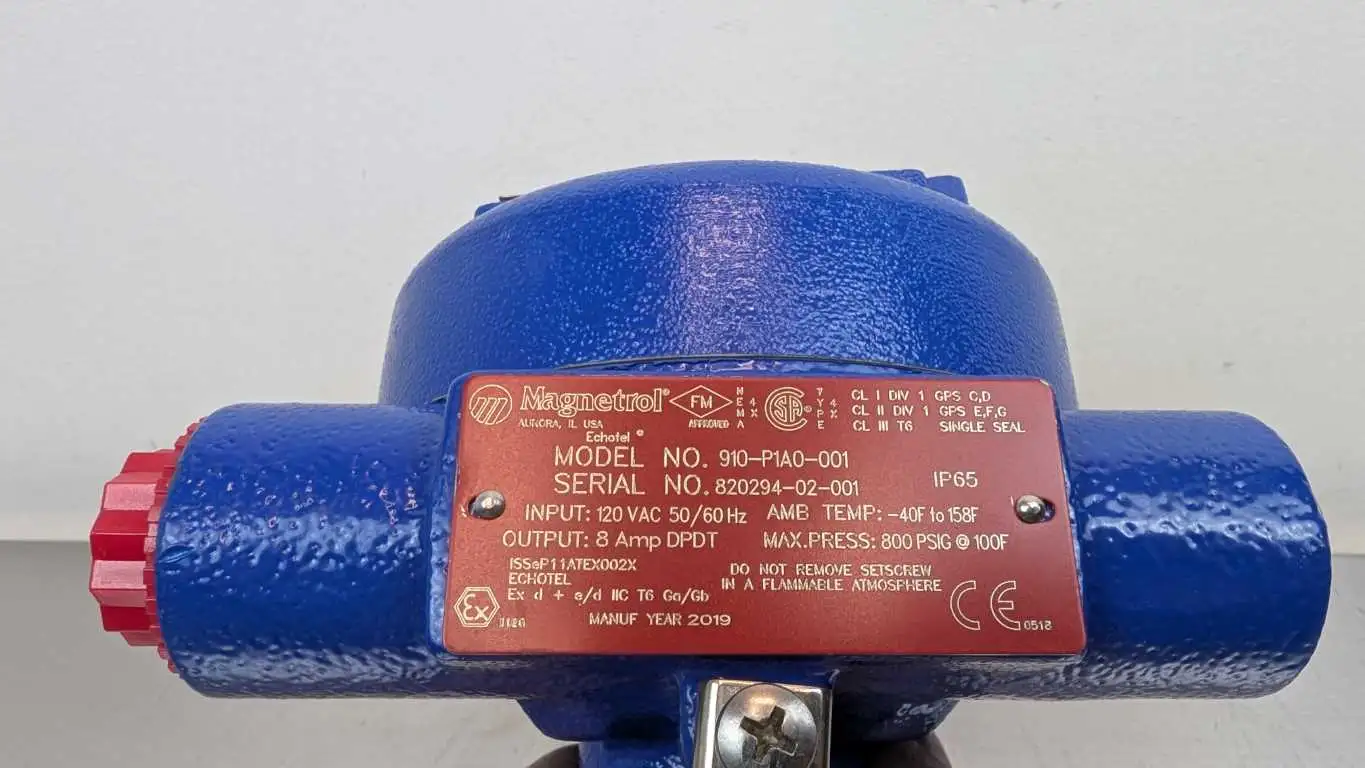 Magnetrol®
AURORA, IL USA
FM
APPROVED
NEMA 4X
SA®
TYPE 4X
CL I DIV 1 GPS C,D
CL II DIV 1 GPS E,F,G
CL III T6 SINGLE SEAL
Echotel ®
MODEL NO. 910-P1A0-001
SERIAL NO. 820294-02-001
IP65
INPUT: 120 VAC 50/60 Hz AMB TEMP: -40F to 158F
OUTPUT: 8 Amp DPDT MAX.PRESS: 800 PSIG @ 100F
ISSeP11ATEX002X
ECHOTEL
Ex d + e/d IIC T6 Ga/Gb
DO NOT REMOVE SETSCREW
IN A FLAMMABLE ATMOSPHERE
Ex
MANUF YEAR 2019
CE
0518